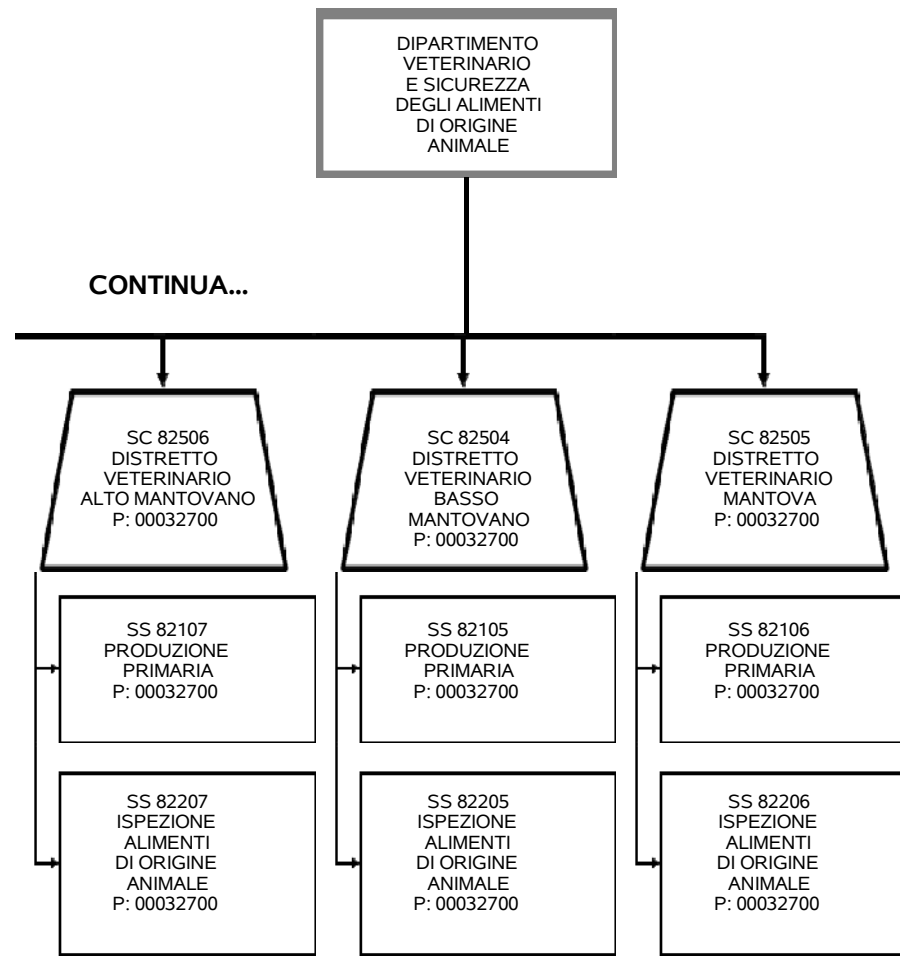 DIPARTIMENTO
VETERINARIO
E SICUREZZA
DEGLI ALIMENTI
DI ORIGINE
ANIMALE
CONTINUA...
SC 82506
DISTRETTO
VETERINARIO
ALTO MANTOVANO
P: 00032700
SC 82504
DISTRETTO
VETERINARIO
BASSO
MANTOVANO
P: 00032700
SC 82505
DISTRETTO
VETERINARIO
MANTOVA
P: 00032700
SS 82107
PRODUZIONE
PRIMARIA
P: 00032700
SS 82105
PRODUZIONE
PRIMARIA
P: 00032700
SS 82106
PRODUZIONE
PRIMARIA
P: 00032700
SS 82207
ISPEZIONE
ALIMENTI
DI ORIGINE
ANIMALE
P: 00032700
SS 82205
ISPEZIONE
ALIMENTI
DI ORIGINE
ANIMALE
P: 00032700
SS 82206
ISPEZIONE
ALIMENTI
DI ORIGINE
ANIMALE
P: 00032700